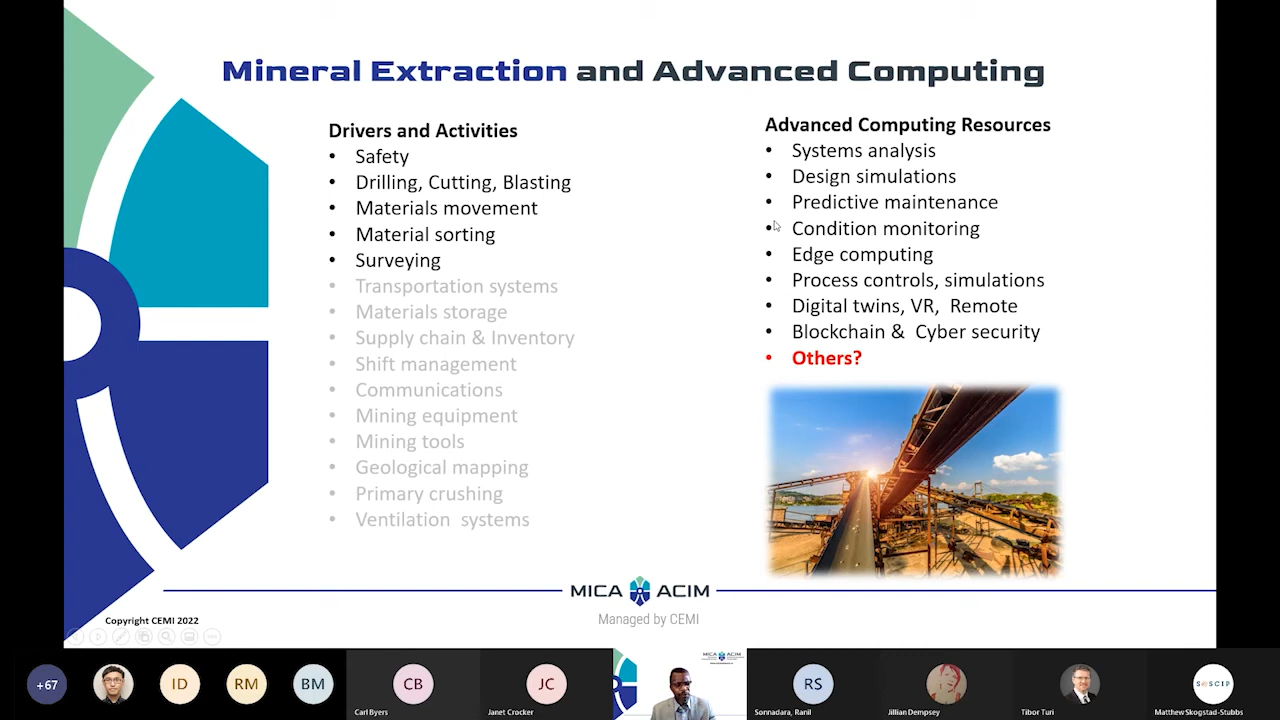 Mineral Extraction and Advanced Computing
Drivers and Activities
• Safety
• Drilling, Cutting, Blasting
• Materials movement
• Material sorting
• Surveying
• Transportation systems
• Materials storage
• Supply chain & Inventory
• Shift management
• Communications
• Mining equipment
• Mining tools
• Geological mapping
• Primary crushing
• Ventilation systems
Advanced Computing Resources
• Systems analysis
• Design simulations
• Predictive maintenance
• Condition monitoring
• Edge computing
• Process controls, simulations
• Digital twins, VR, Remote
• Blockchain & Cyber security
• Others?
MICA ACIM
Managed by CEMI
Copyright CEMI 2022
+67
ID
RM
BM
CB
Carl Byers
JC
Janet Crocker
MICA ACIM
RS
Sonnadara, Ranil
Jillian Dempsey
Tibor Turi
SOSCIP
Matthew Skogstad-Stubbs